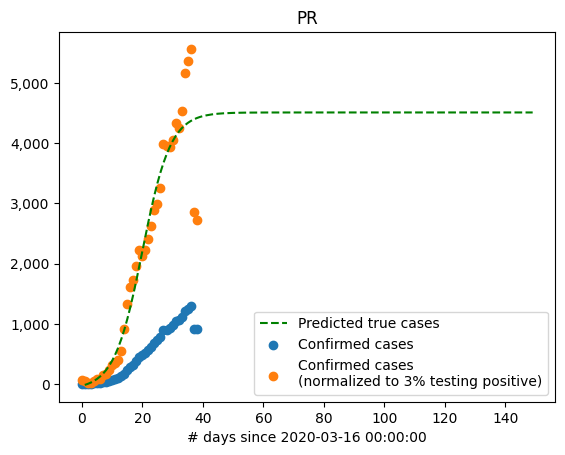 PR
5,000
4,000
3,000
2,000
1,000
0
Predicted true cases
Confirmed cases
Confirmed cases
(normalized to 3% testing positive)
0 20 40 60 80 100 120 140
# days since 2020-03-16 00:00:00